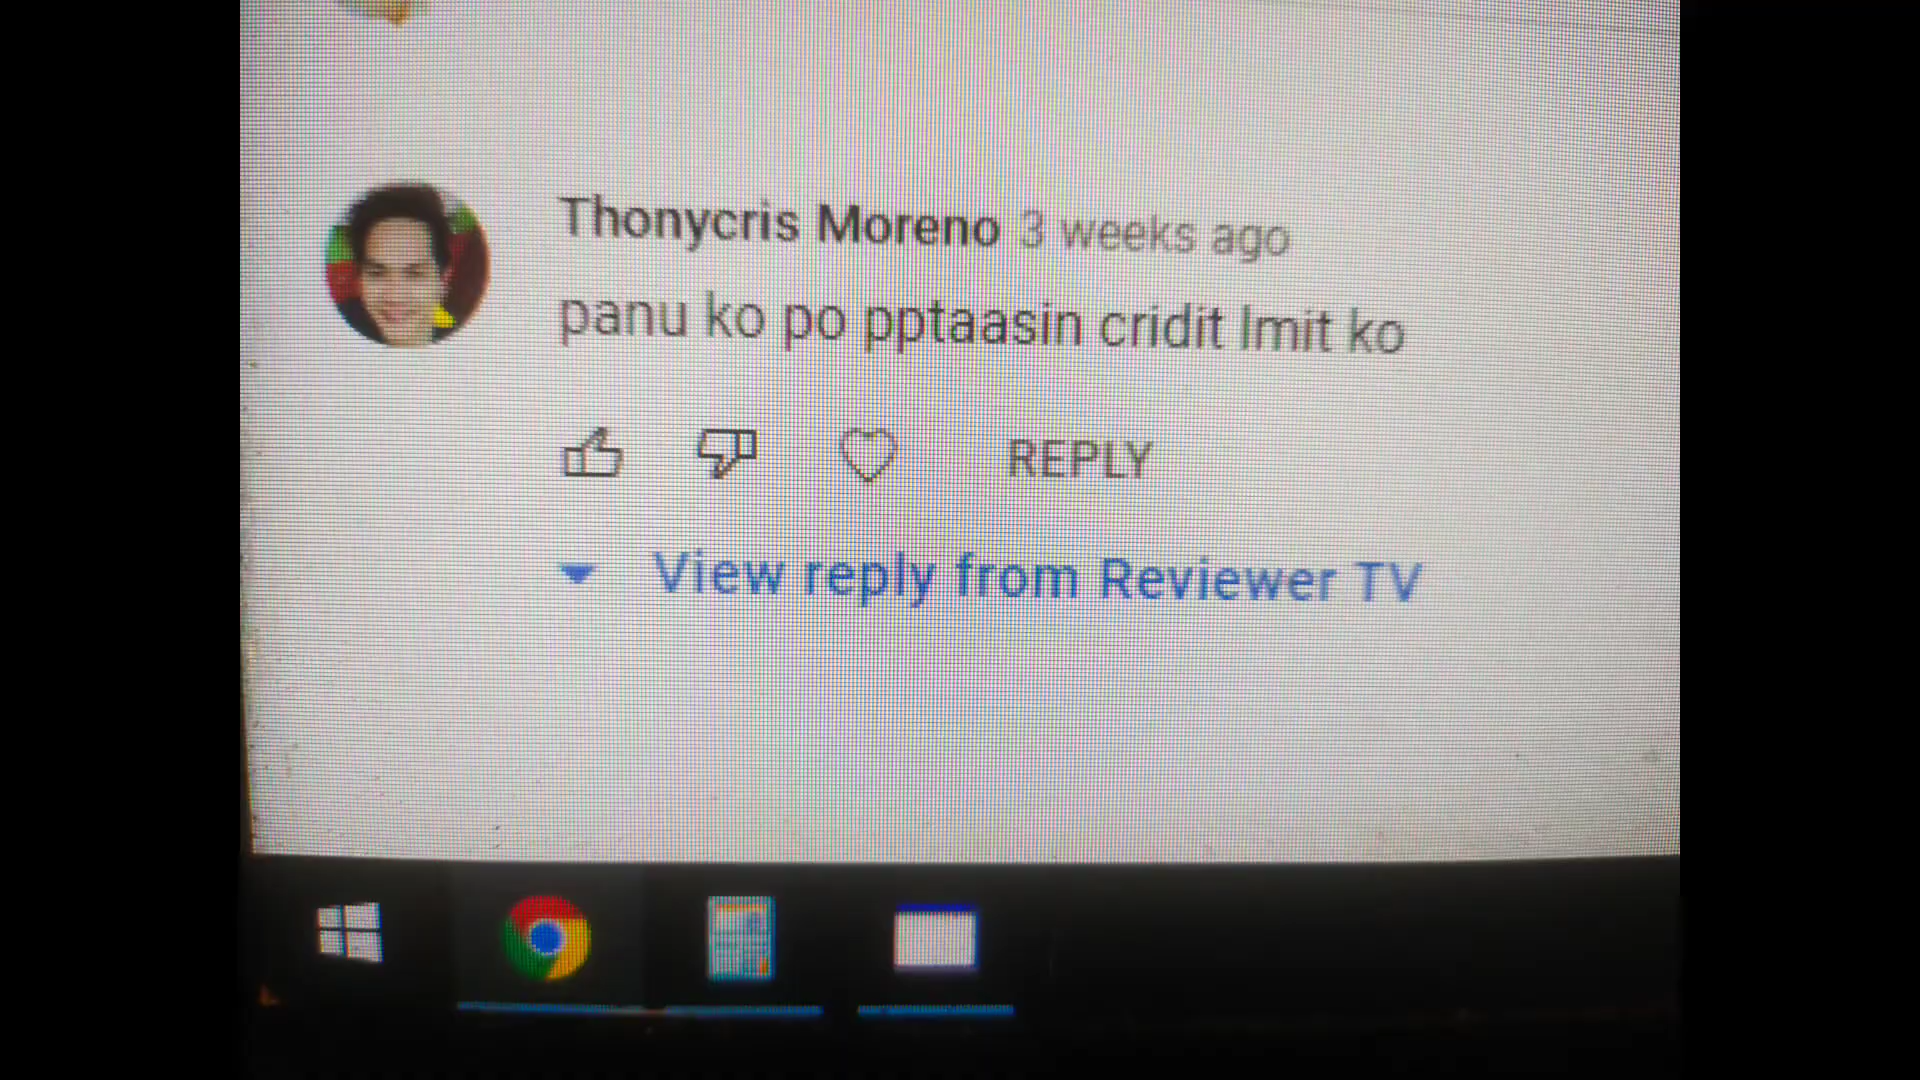 Thonycris Moreno 3 weeks ago
panu ko po pptaasin cridit lmit ko
REPLY
View reply from Reviewer TV